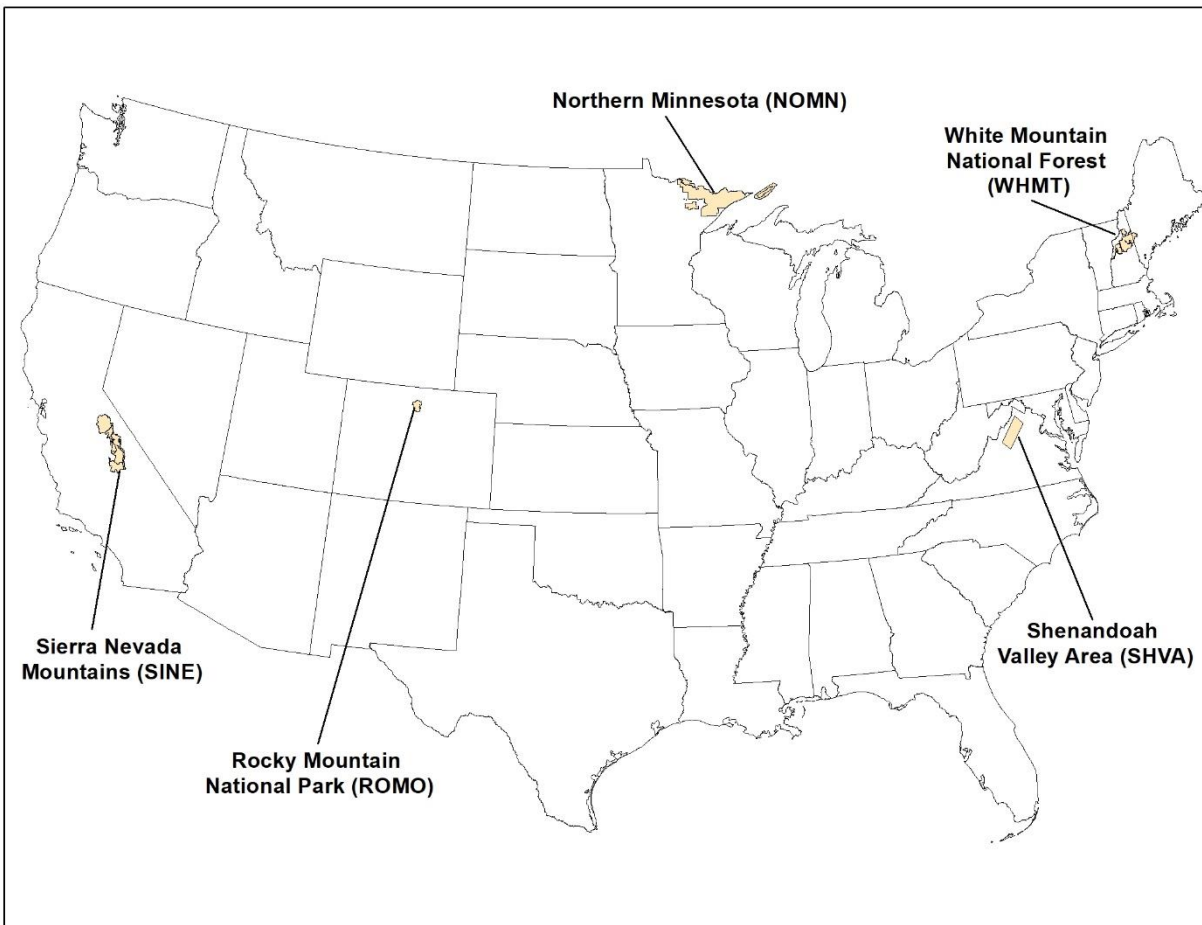 Northern Minnesota (NOMN)
White Mountain
National Forest
(WHMT)
Sierra Nevada
Mountains (SINE)
Shenandoah
Valley Area (SHVA)
Rocky Mountain
National Park (ROMO)